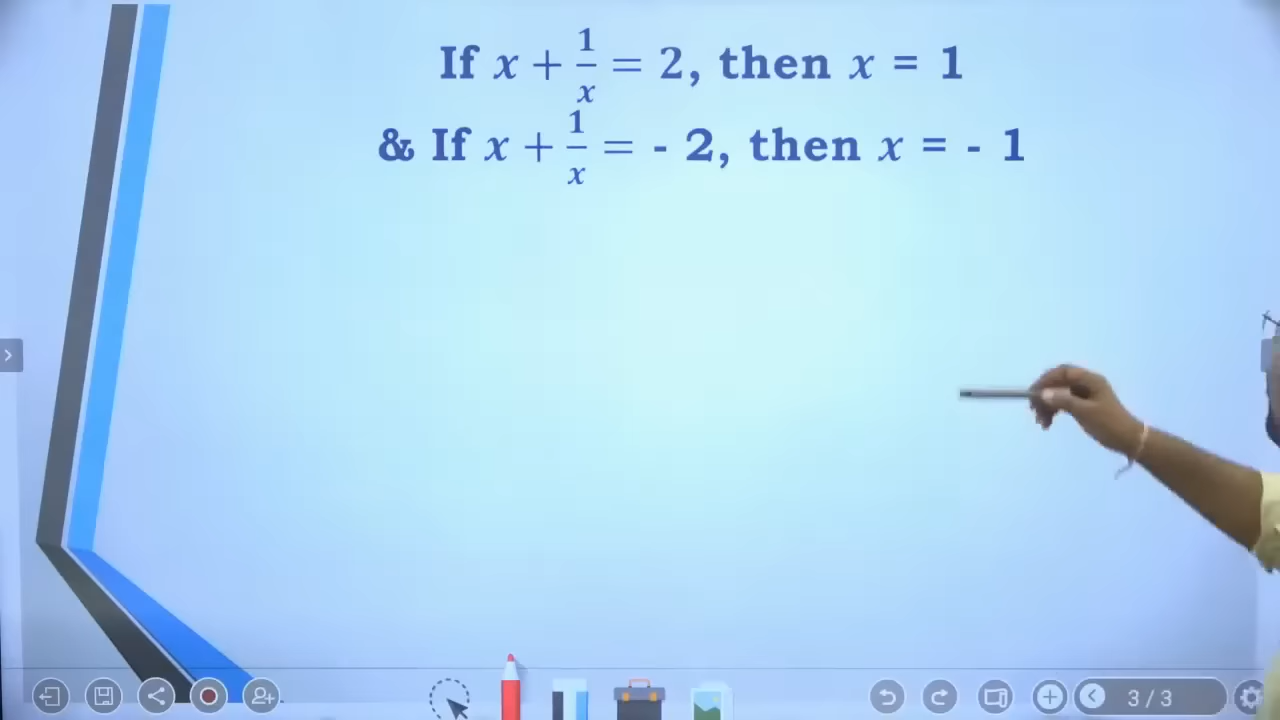 If x + 1/x = 2, then x = 1
& If x + 1/x = - 2, then x = - 1
3 / 3